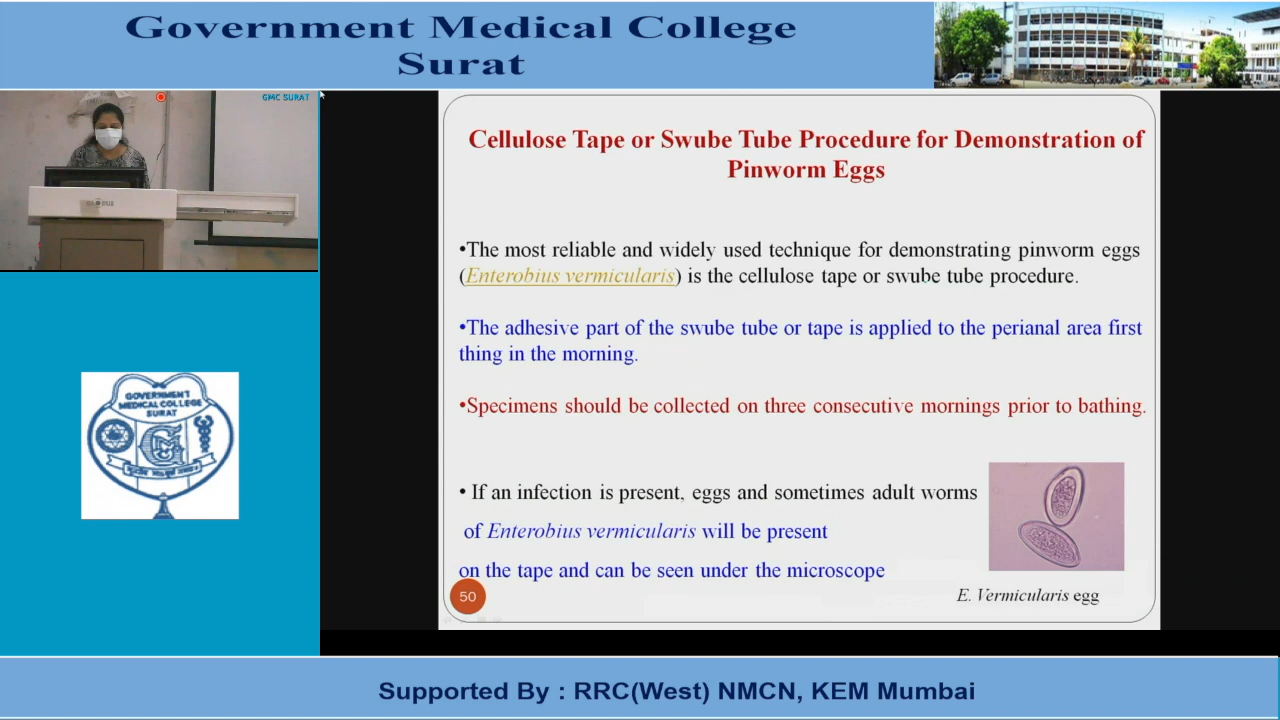 Government Medical College
Surat
GMC SURAT
GLOBUS
GOVERNMENT
MEDICAL COLLEGE
SURAT
Cellulose Tape or Swube Tube Procedure for Demonstration of
Pinworm Eggs
•The most reliable and widely used technique for demonstrating pinworm eggs
(Enterobius vermicularis) is the cellulose tape or swube tube procedure.
•The adhesive part of the swube tube or tape is applied to the perianal area first
thing in the morning.
•Specimens should be collected on three consecutive mornings prior to bathing.
• If an infection is present, eggs and sometimes adult worms
of Enterobius vermicularis will be present
on the tape and can be seen under the microscope
50
E. Vermicularis egg
Supported By : RRC(West) NMCN, KEM Mumbai